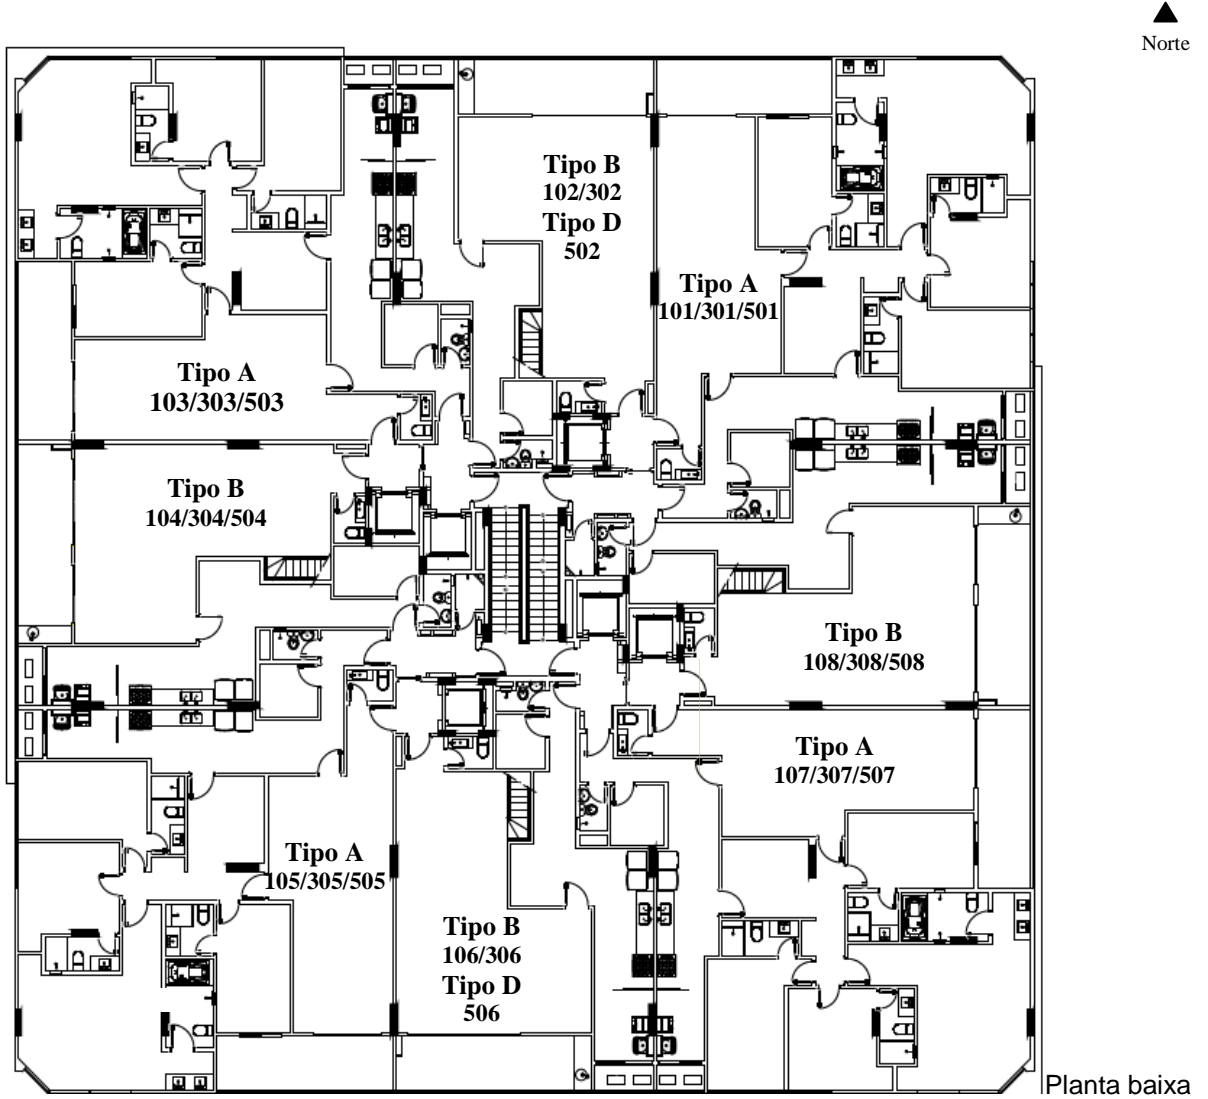 Norte
Tipo B
102/302
Tipo D
502
Tipo A
101/301/501
Tipo A
103/303/503
Tipo B
104/304/504
Tipo B
108/308/508
Tipo A
107/307/507
Tipo A
105/305/505
Tipo B
106/306
Tipo D
506
Planta baixa